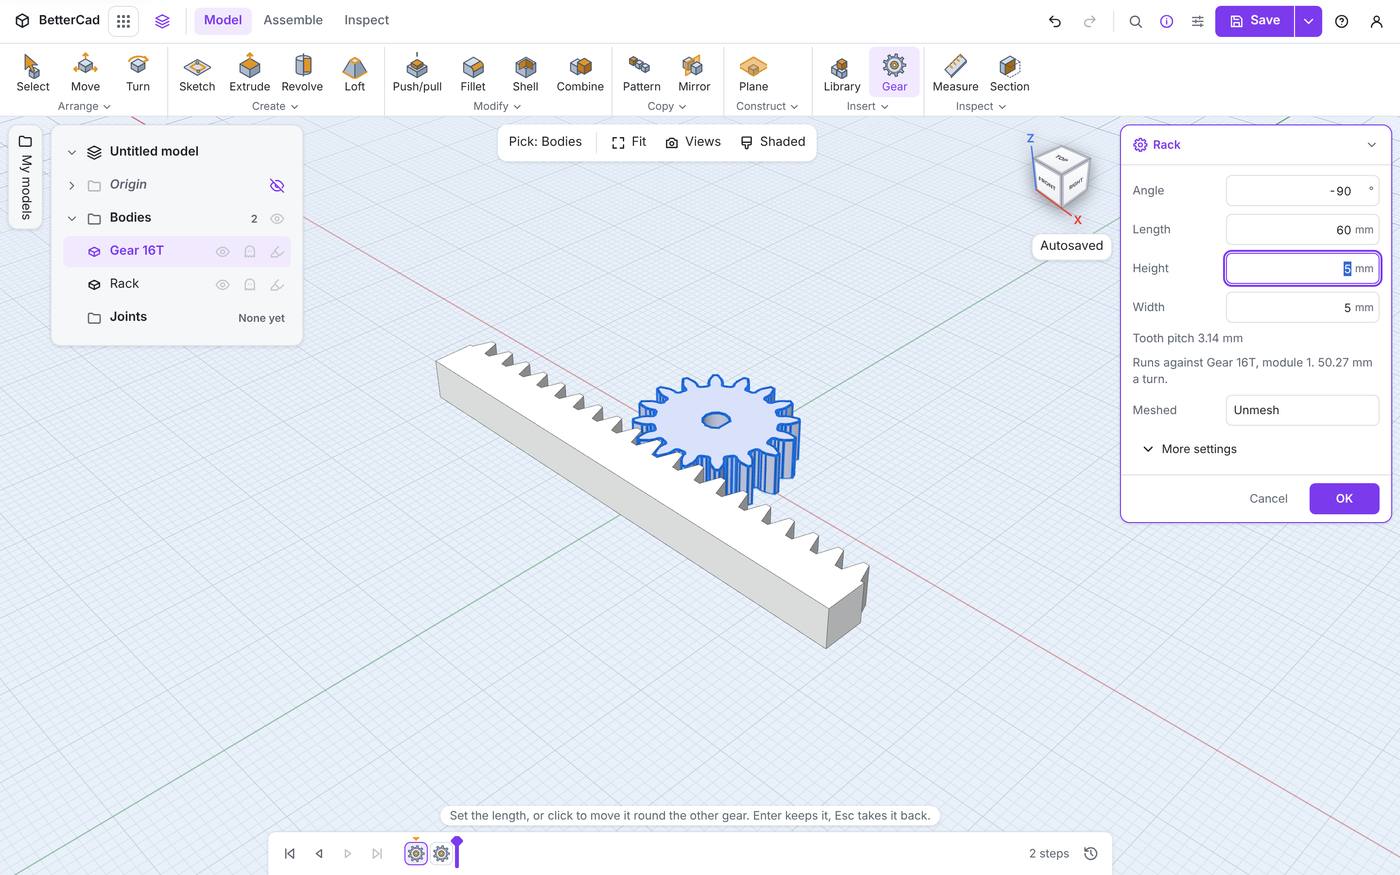 BetterCad
Model
Assemble
Inspect
Save
Select
Move
Turn
Sketch
Extrude
Revolve
Loft
Push/pull
Fillet
Shell
Combine
Pattern
Mirror
Plane
Library
Gear
Measure
Section
Arrange
Create
Modify
Copy
Construct
Insert
Inspect
My models
Untitled model
Origin
Bodies 2
Gear 16T
Rack
Joints None yet
Pick: Bodies
Fit
Views
Shaded
Z
TOP
FRONT
RIGHT
X
Autosaved
Rack
Angle -90 °
Length 60 mm
Height 5 mm
Width 5 mm
Tooth pitch 3.14 mm
Runs against Gear 16T, module 1. 50.27 mm
a turn.
Meshed Unmesh
More settings
Cancel
OK
Set the length, or click to move it round the other gear. Enter keeps it, Esc takes it back.
2 steps